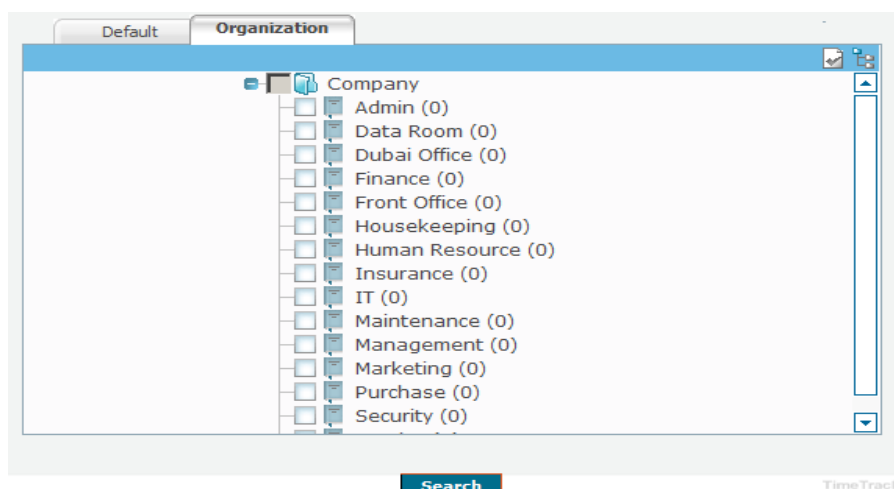 Default
Organization
Company
Admin (0)
Data Room (0)
Dubai Office (0)
Finance (0)
Front Office (0)
Housekeeping (0)
Human Resource (0)
Insurance (0)
IT (0)
Maintenance (0)
Management (0)
Marketing (0)
Purchase (0)
Security (0)
Search